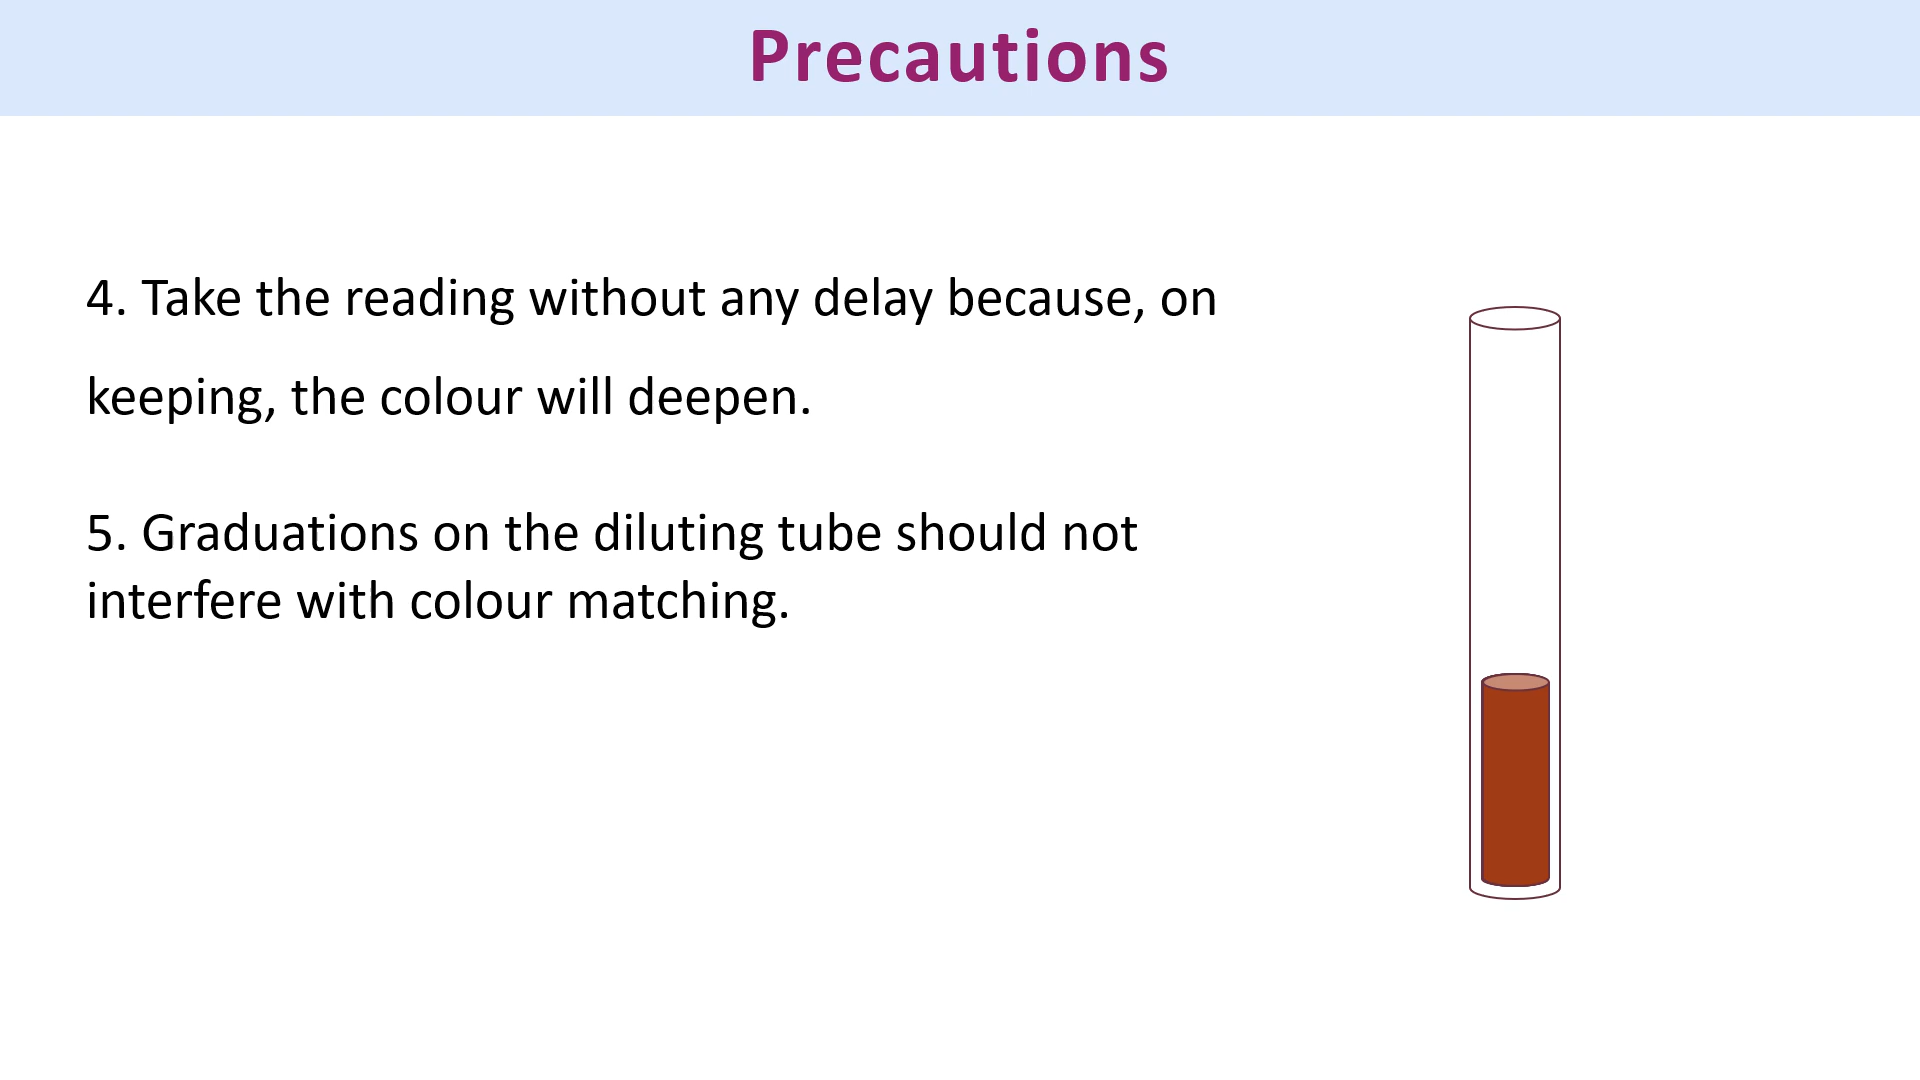 Precautions
4. Take the reading without any delay because, on
keeping, the colour will deepen.
5. Graduations on the diluting tube should not
interfere with colour matching.